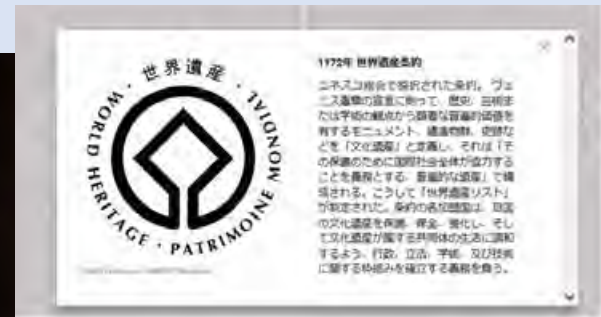 世界遺産
WORLD HERITAGE · PATRIMOINE MONDIAL
1972年 世界遺産条約
ユネスコ総会で採択された条約。ヴェ
ニス憲章の宣言に則って、歴史、芸術ま
たは学術の観点から顕著な普遍的価値を
有するモニュメント、建造物群、史跡な
どを「文化遺産」と定義し、それは「そ
の保護のために国際社会全体が協力する
ことを義務とする、普遍的な遺産」で構
成される。こうして「世界遺産リスト」
が制定された。条約の各加盟国は、自国
の文化遺産を保護、保全、強化し、そし
て文化遺産が属する共同体の生活に調和
するよう、行政、立法、学術、及び技術
に関する枠組みを確立する義務を負う。